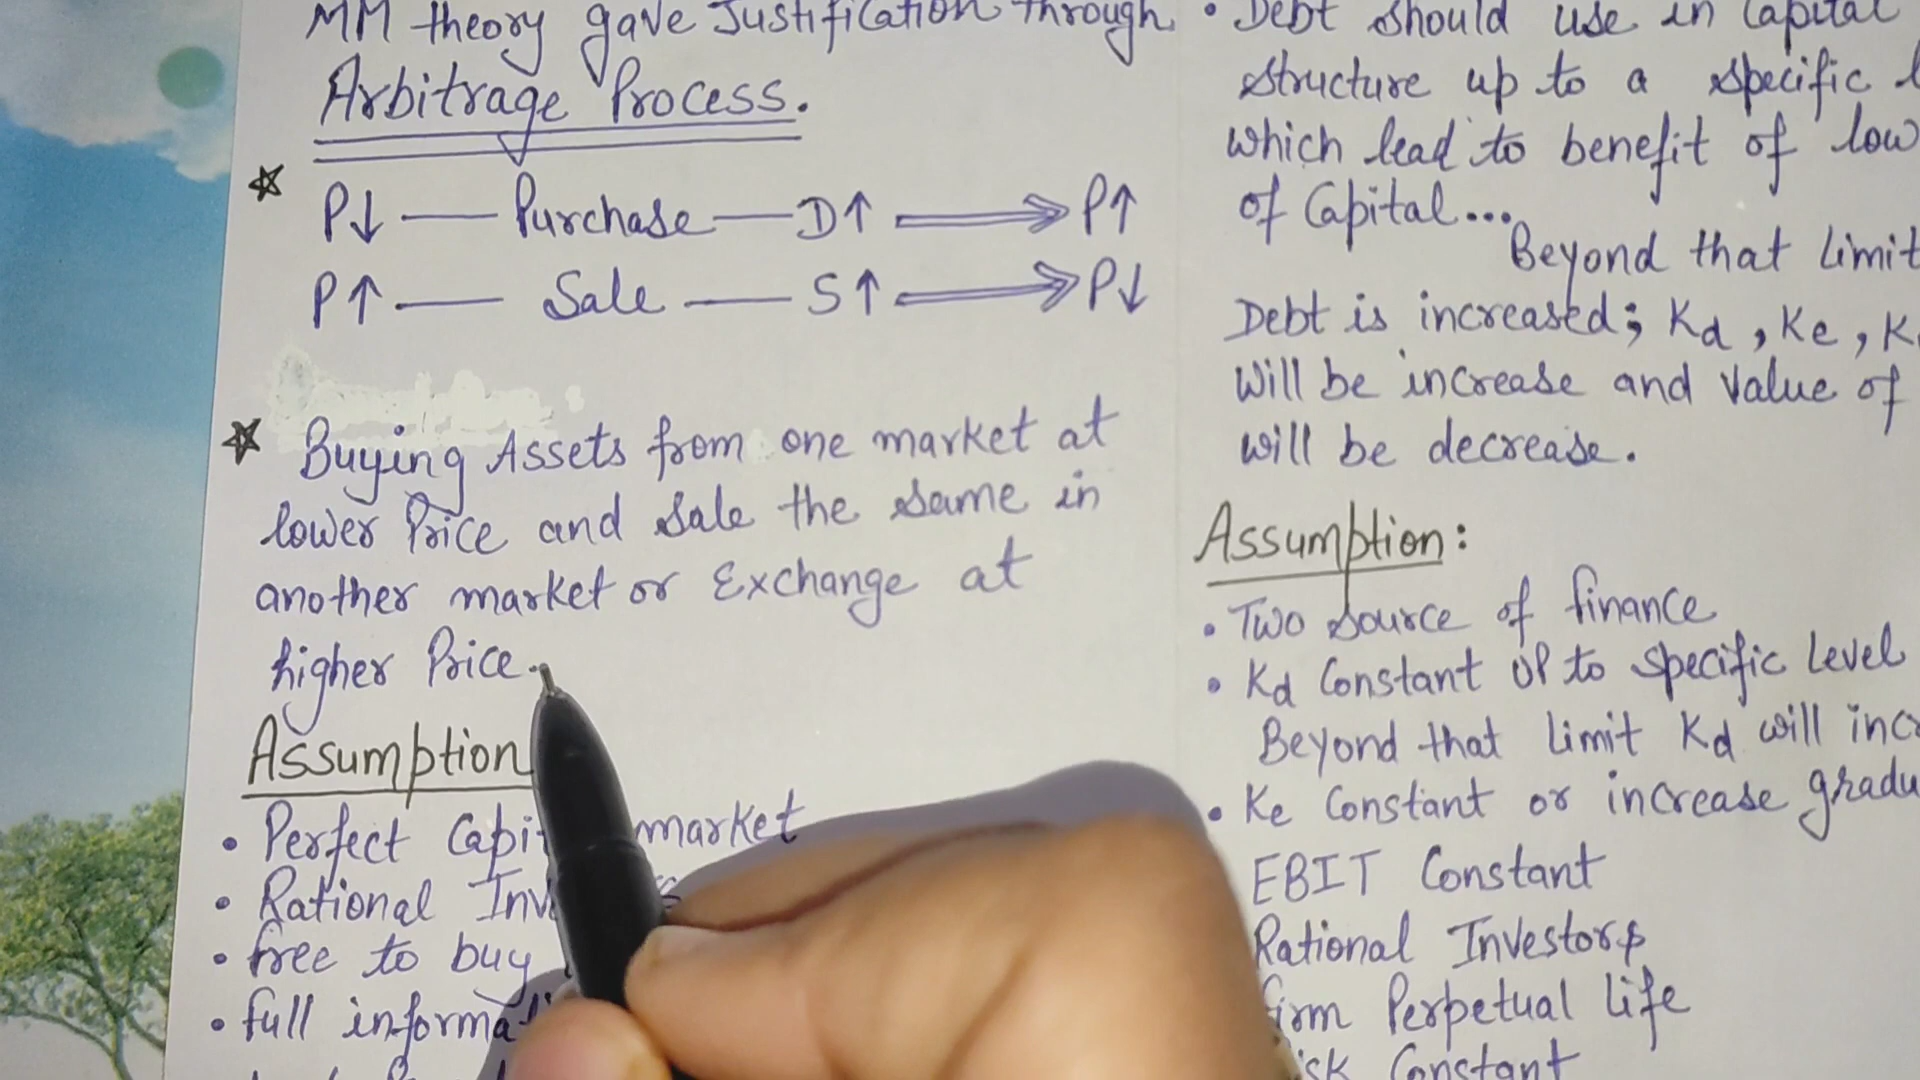 MM theory gave Justification through
Arbitrage Process.
P↓ — Purchase — D↑ ⟹ P↑
P↑ — Sale — S↑ ⟹ P↓
Buying Assets from one market at
lower Price and Sale the same in
another market or Exchange at
higher Price.
Assumption
• Perfect Capi market
• Rational Inv
• free to buy
• full informa
• Debt should use in Capital
structure up to a specific
which lead to benefit of low
of Capital...
Beyond that limit
Debt is increased; Kd, Ke, K
will be increase and value of
will be decrease.
Assumption:
• Two source of finance
• Kd Constant UP to specific level
Beyond that limit Kd will inc
• Ke Constant or increase gradu
EBIT Constant
Rational Investors
firm Perpetual life
isk Constant